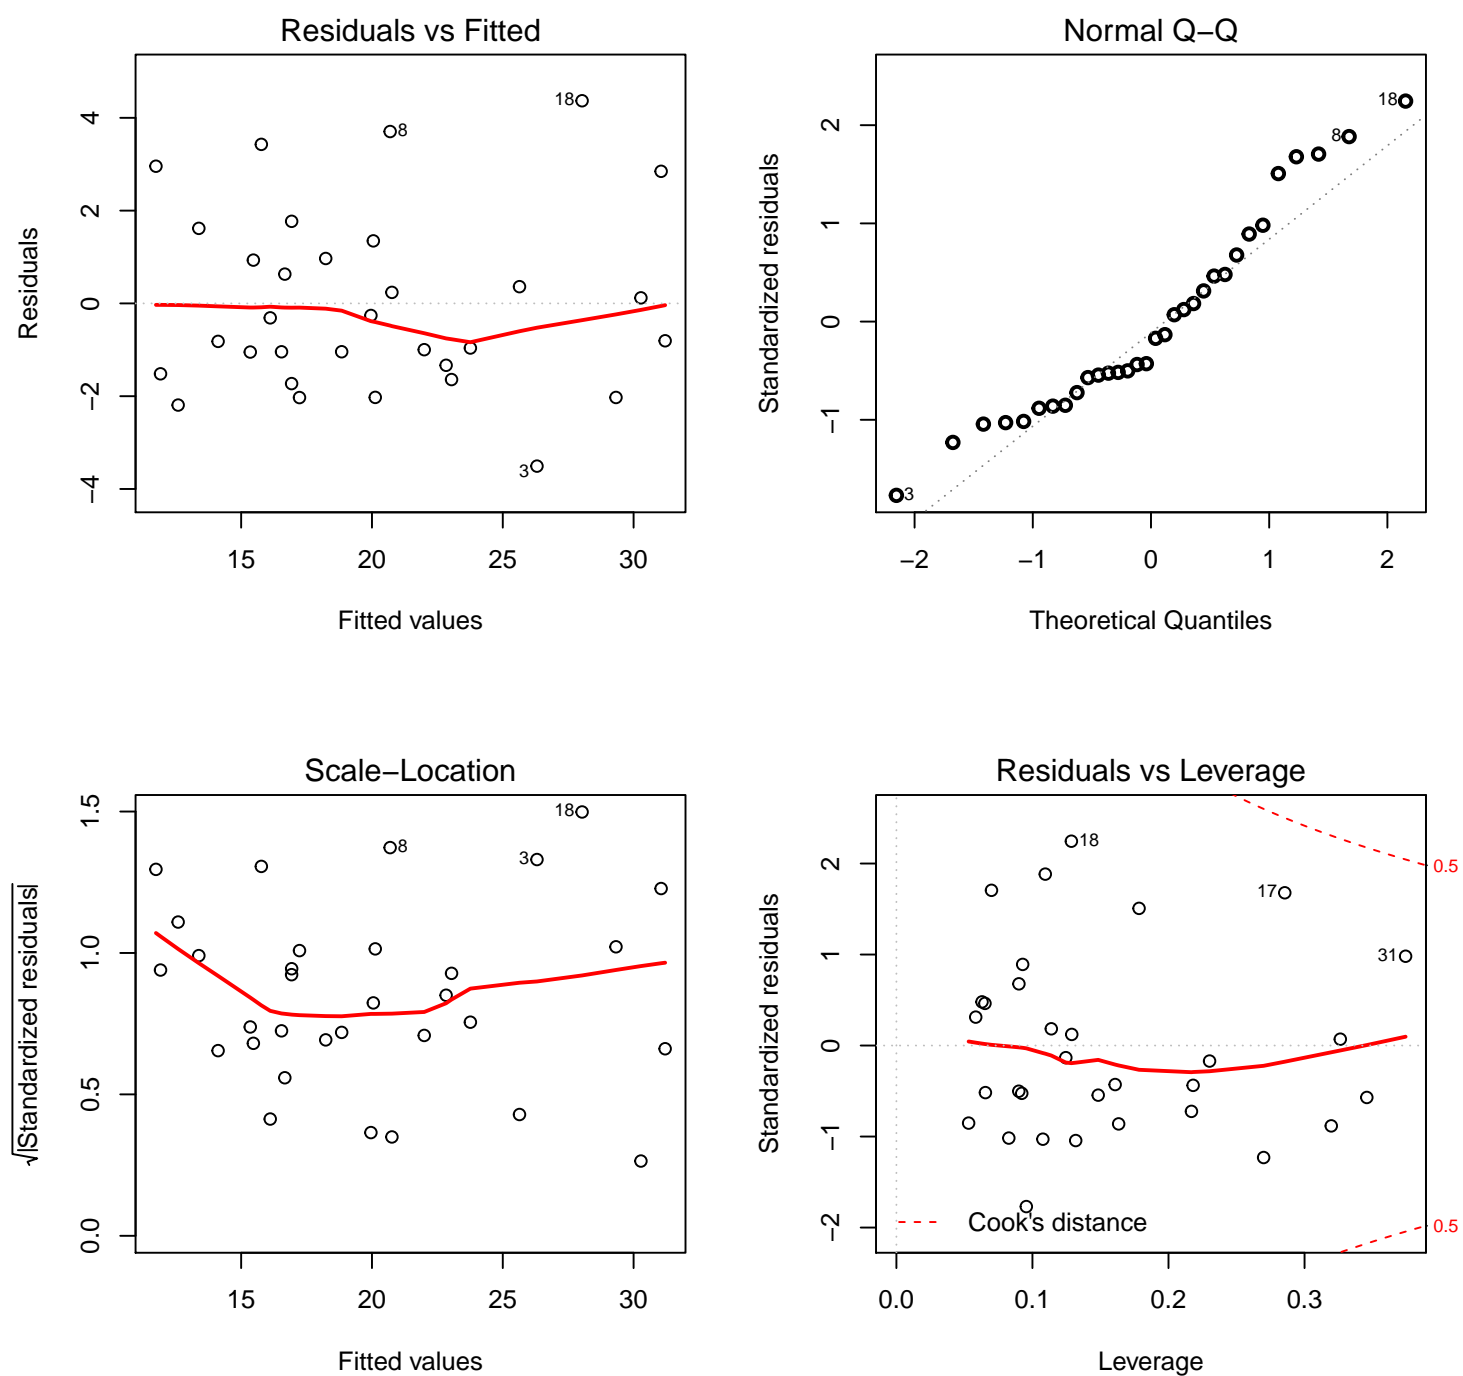 Residuals vs Fitted
Residuals
4
2
0
−2
−4
18
8
3
15 20 25 30
Fitted values
Normal Q−Q
Standardized residuals
2
1
0
−1
18
8
3
−2 −1 0 1 2
Theoretical Quantiles
Scale−Location
√|Standardized residuals|
1.5
1.0
0.5
0.0
18
8
3
15 20 25 30
Fitted values
Residuals vs Leverage
Standardized residuals
2
1
0
−1
−2
18
17
31
0.5
0.5
Cook's distance
0.0 0.1 0.2 0.3
Leverage